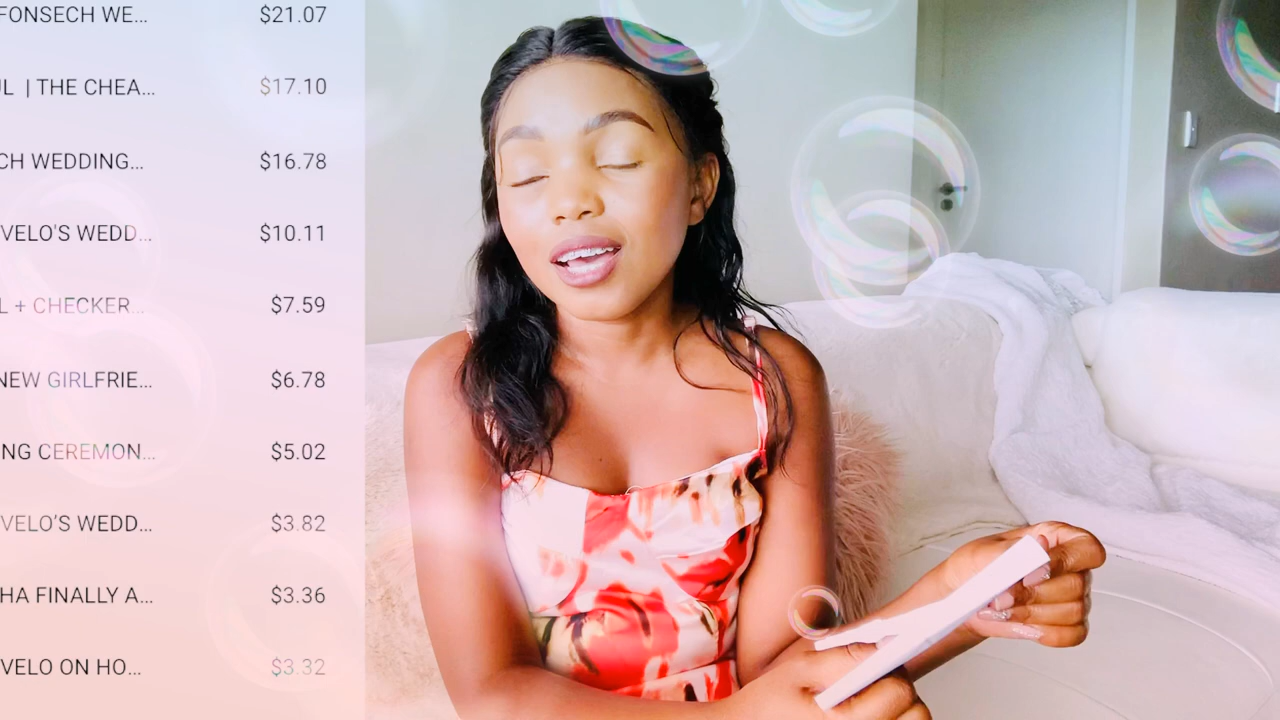 FONSECH WE... $21.07
UL | THE CHEA... $17.10
CH WEDDING... $16.78
VELO'S WEDD... $10.11
L + CHECKER... $7.59
NEW GIRLFRIE... $6.78
NG CEREMON... $5.02
VELO'S WEDD... $3.82
HA FINALLY A... $3.36
VELO ON HO... $3.32